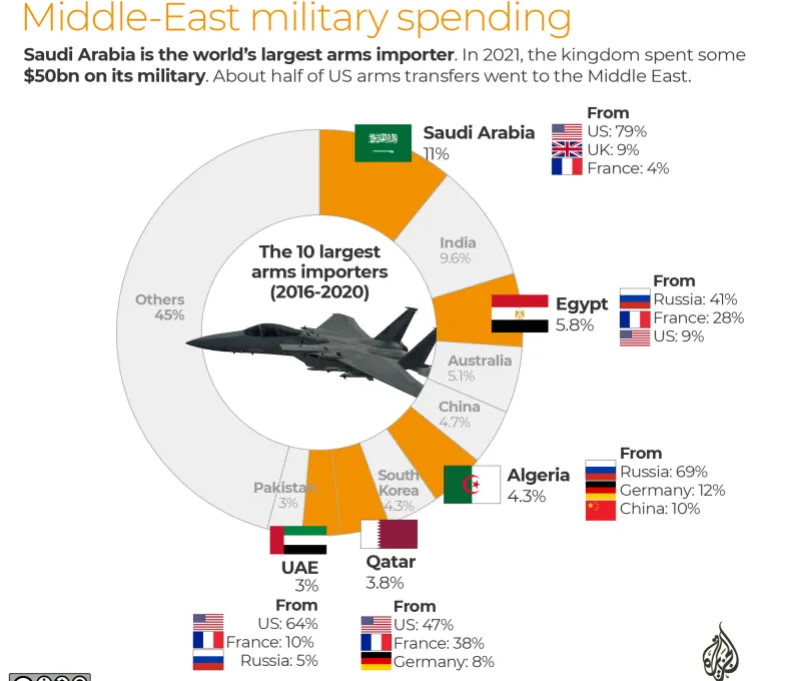 Middle-East military spending
Saudi Arabia is the world's largest arms importer. In 2021, the kingdom spent some
$50bn on its military. About half of US arms transfers went to the Middle East.
Saudi Arabia
11%
From
US: 79%
UK: 9%
France: 4%
India
9.6%
The 10 largest
arms importers
(2016-2020)
Others
45%
Egypt
5.8%
From
Russia: 41%
France: 28%
US: 9%
Australia
5.1%
China
4.7%
Algeria
4.3%
From
Russia: 69%
Germany: 12%
China: 10%
South
Korea
4.3%
Pakistan
3%
UAE
3%
From
US: 64%
France: 10%
Russia: 5%
Qatar
3.8%
From
US: 47%
France: 38%
Germany: 8%